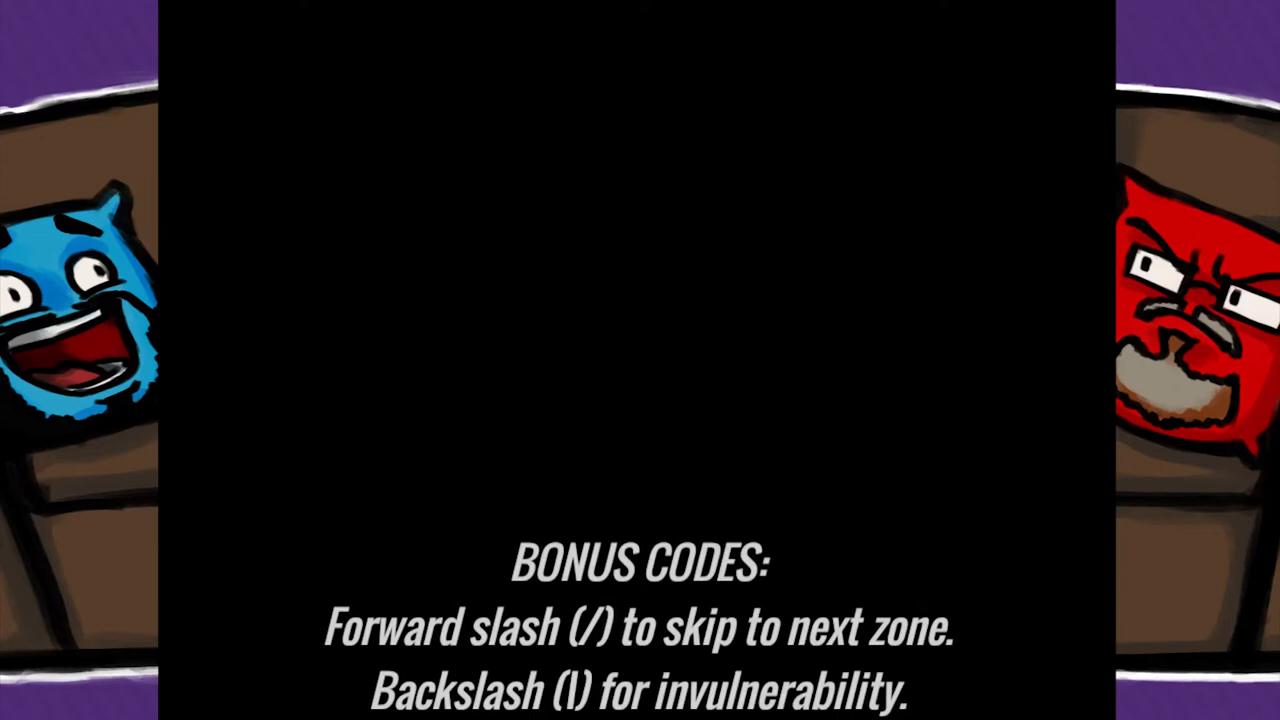 BONUS CODES:
Forward slash (/) to skip to next zone.
Backslash (\) for invulnerability.